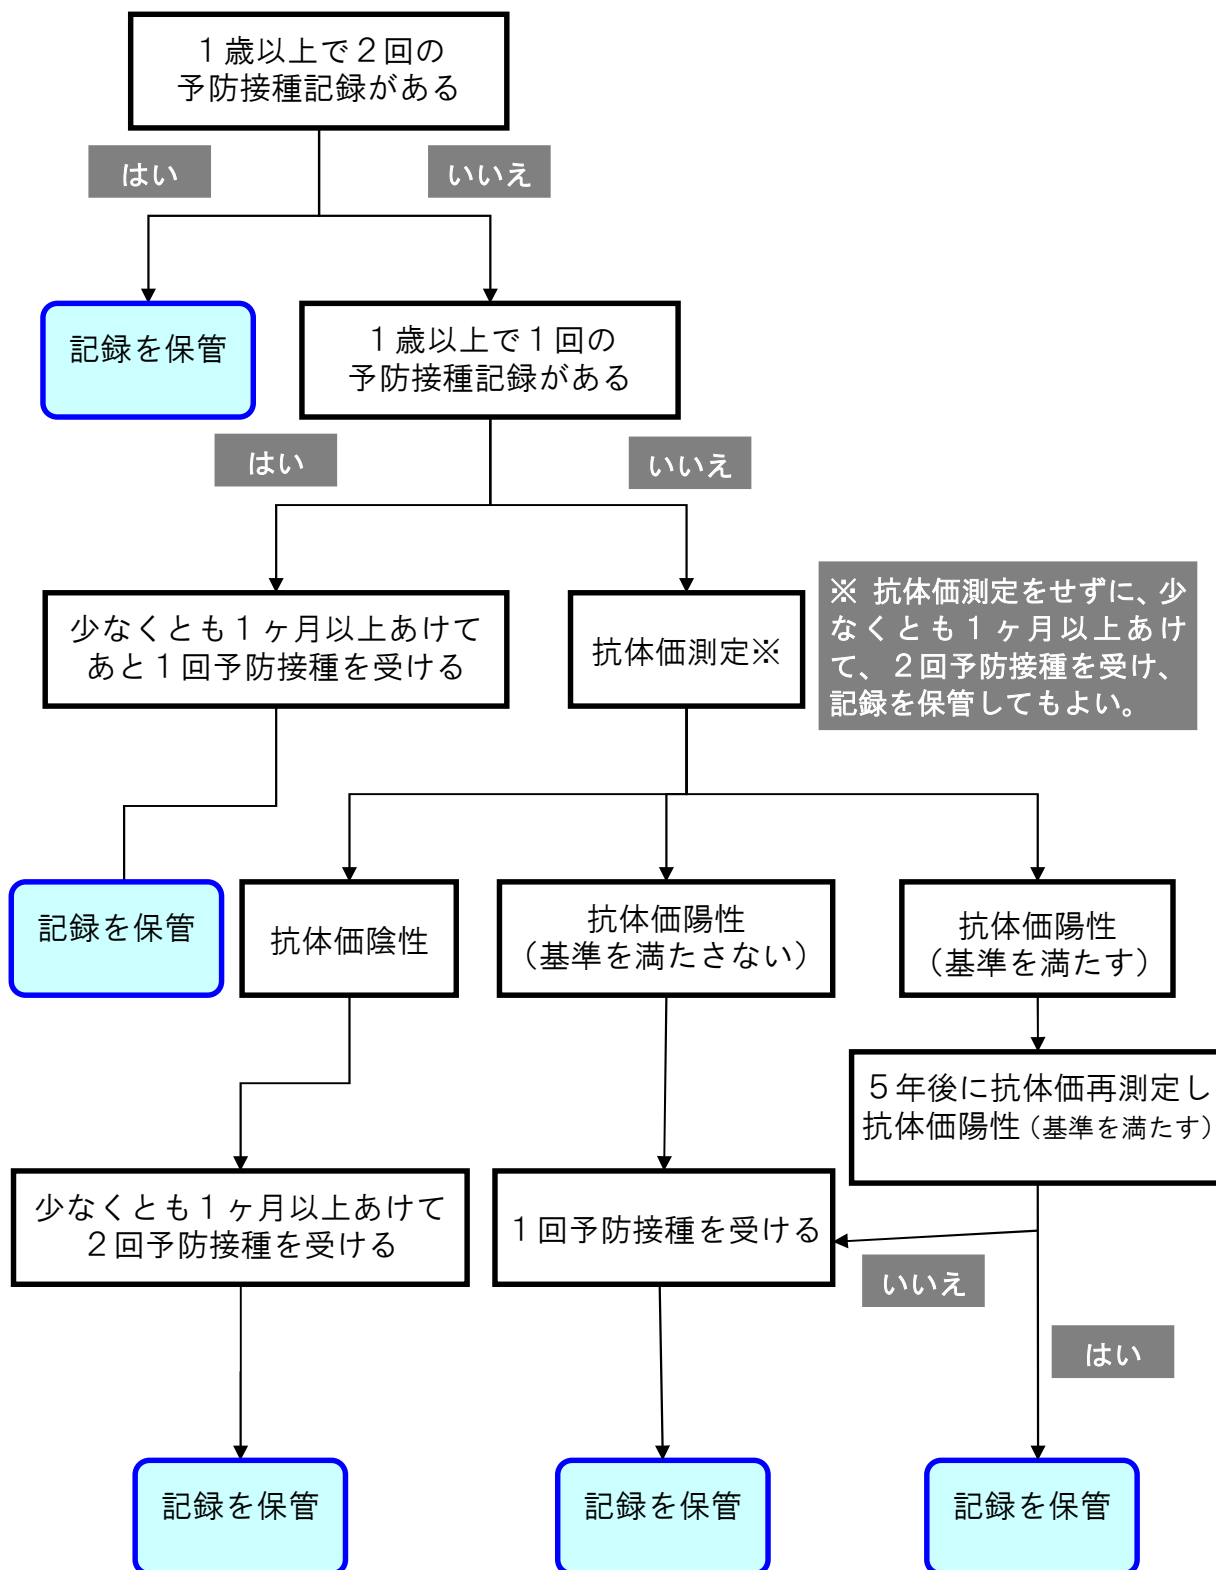 １歳以上で２回の
予防接種記録がある
はい
いいえ
記録を保管
１歳以上で１回の
予防接種記録がある
はい
いいえ
少なくとも１ヶ月以上あけて
あと１回予防接種を受ける
抗体価測定※
※ 抗体価測定をせずに、少
なくとも１ヶ月以上あけ
て、２回予防接種を受け、
記録を保管してもよい。
記録を保管
抗体価陰性
抗体価陽性
（基準を満たさない）
抗体価陽性
（基準を満たす）
５年後に抗体価再測定し
抗体価陽性（基準を満たす）
少なくとも１ヶ月以上あけて
２回予防接種を受ける
１回予防接種を受ける
いいえ
はい
記録を保管
記録を保管
記録を保管